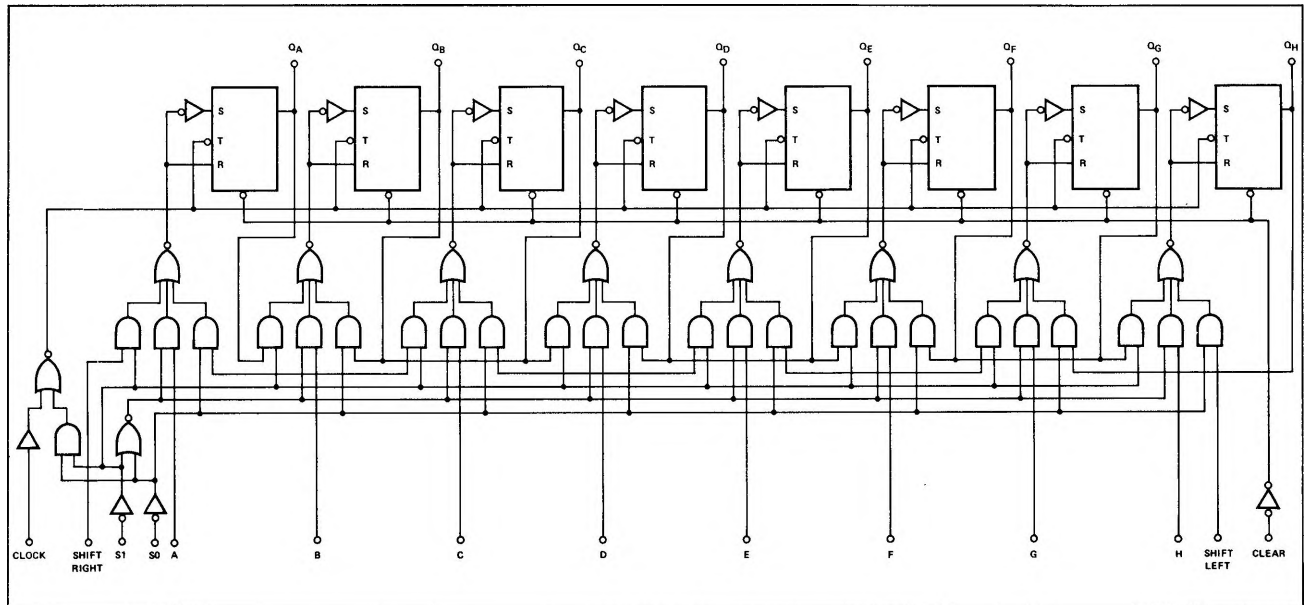 QA QB QC QD QE QF QG QH
S S S S S S S S
T T T T T T T T
R R R R R R R R
CLOCK SHIFT RIGHT S1 S0 A B C D E F G H SHIFT LEFT CLEAR